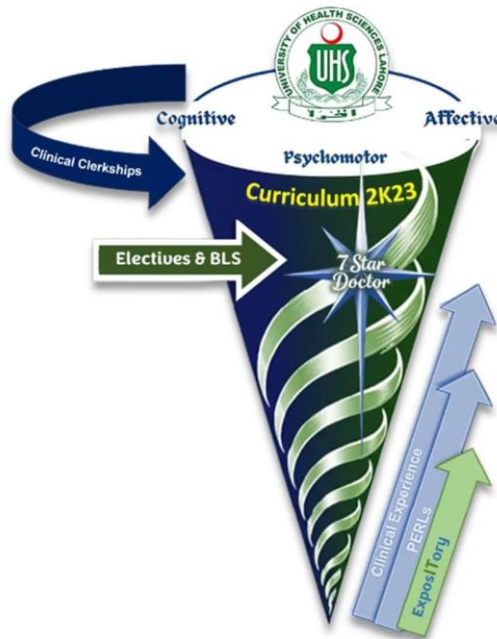 UNIVERSITY OF HEALTH SCIENCES LAHORE
UHS
Cognitive
Affective
Psychomotor
Clinical Clerkships
Curriculum 2K23
Electives & BLS
7 Star
Doctor
Clinical Experience
PERLs
ExposITory